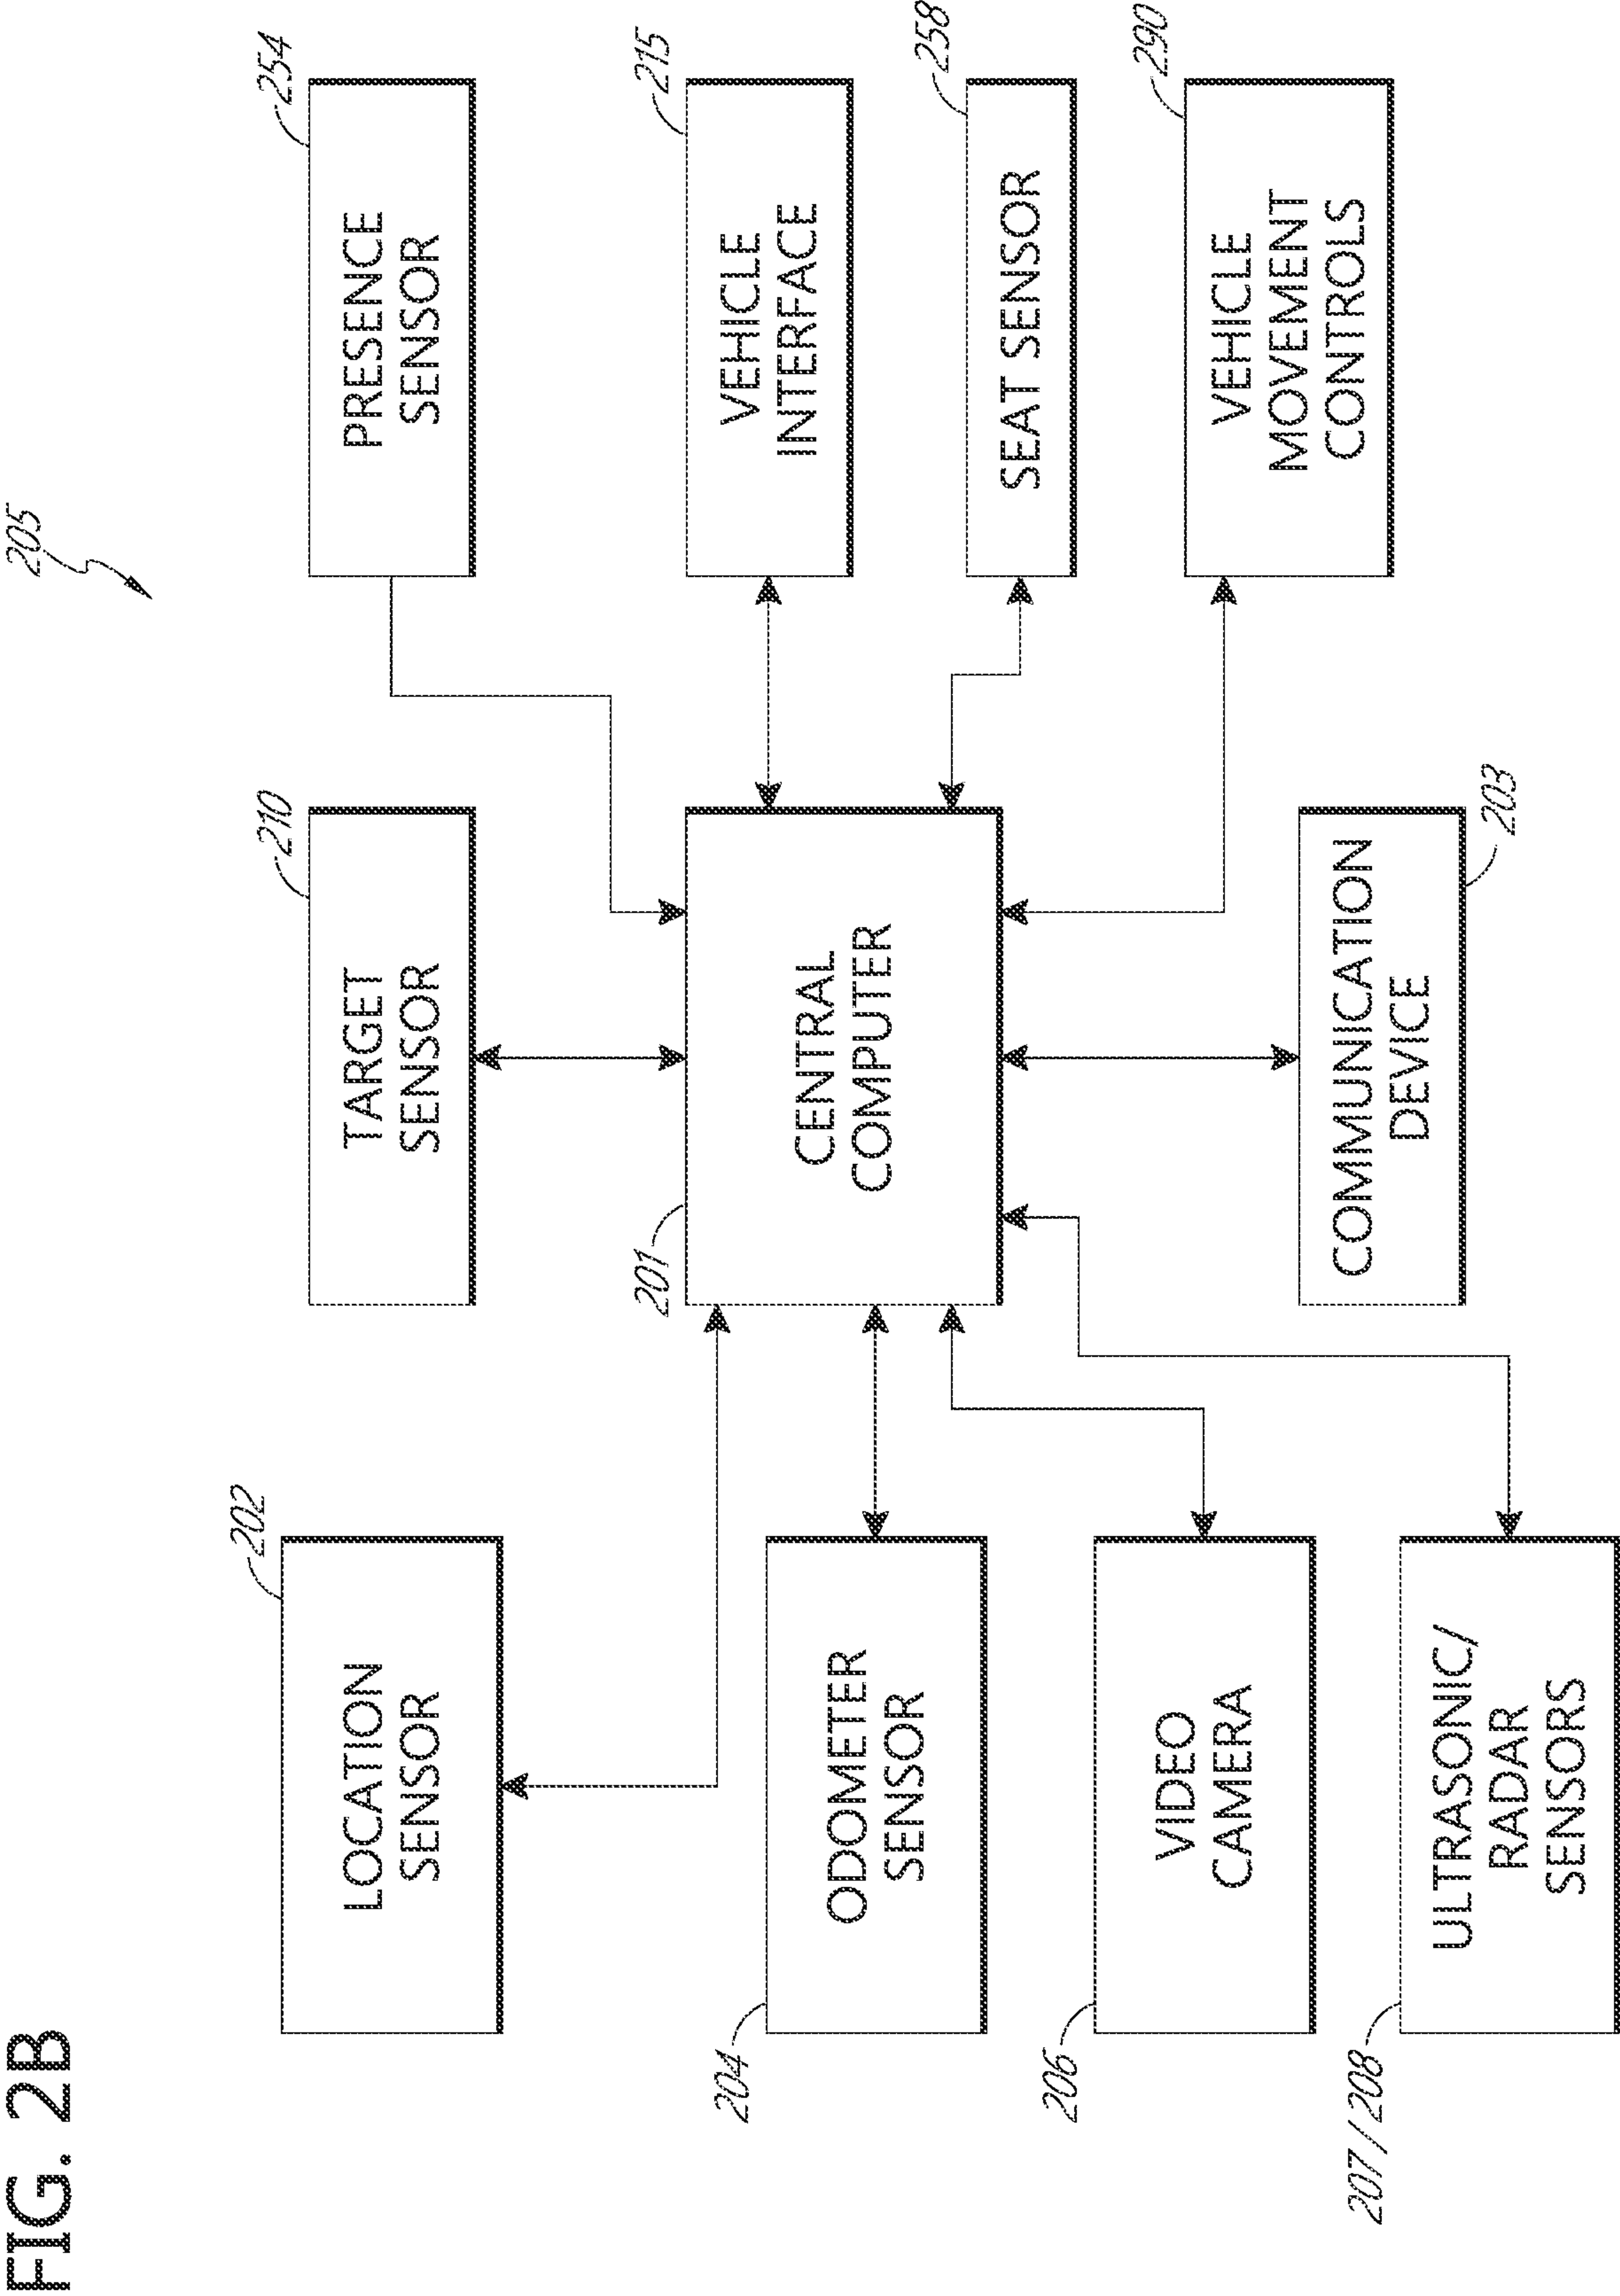 FIG. 2B
205
202
LOCATION
SENSOR
210
TARGET
SENSOR
254
PRESENCE
SENSOR
204
ODOMETER
SENSOR
201
CENTRAL
COMPUTER
215
VEHICLE
INTERFACE
258
SEAT SENSOR
206
VIDEO
CAMERA
290
VEHICLE
MOVEMENT
CONTROLS
207 / 208
ULTRASONIC/
RADAR
SENSORS
COMMUNICATION
DEVICE
203